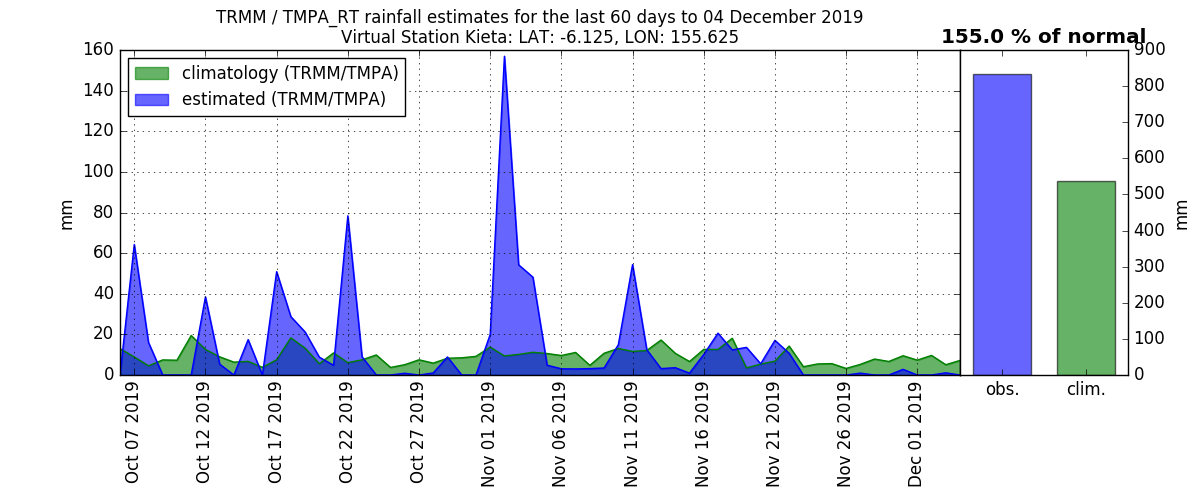 TRMM / TMPA_RT rainfall estimates for the last 60 days to 04 December 2019
Virtual Station Kieta: LAT: -6.125, LON: 155.625
155.0 % of normal
climatology (TRMM/TMPA)
estimated (TRMM/TMPA)
160
140
120
100
80
60
40
20
0
mm
Oct 07 2019
Oct 12 2019
Oct 17 2019
Oct 22 2019
Oct 27 2019
Nov 01 2019
Nov 06 2019
Nov 11 2019
Nov 16 2019
Nov 21 2019
Nov 26 2019
Dec 01 2019
900
800
700
600
500
400
300
200
100
0
mm
obs.
clim.